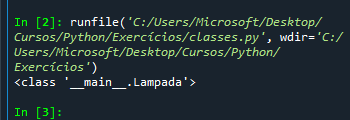 In [2]: runfile('C:/Users/Microsoft/Desktop/
Cursos/Python/Exercícios/classes.py', wdir='C:/
Users/Microsoft/Desktop/Cursos/Python/
Exercícios')
<class '__main__.Lampada'>
In [3]: